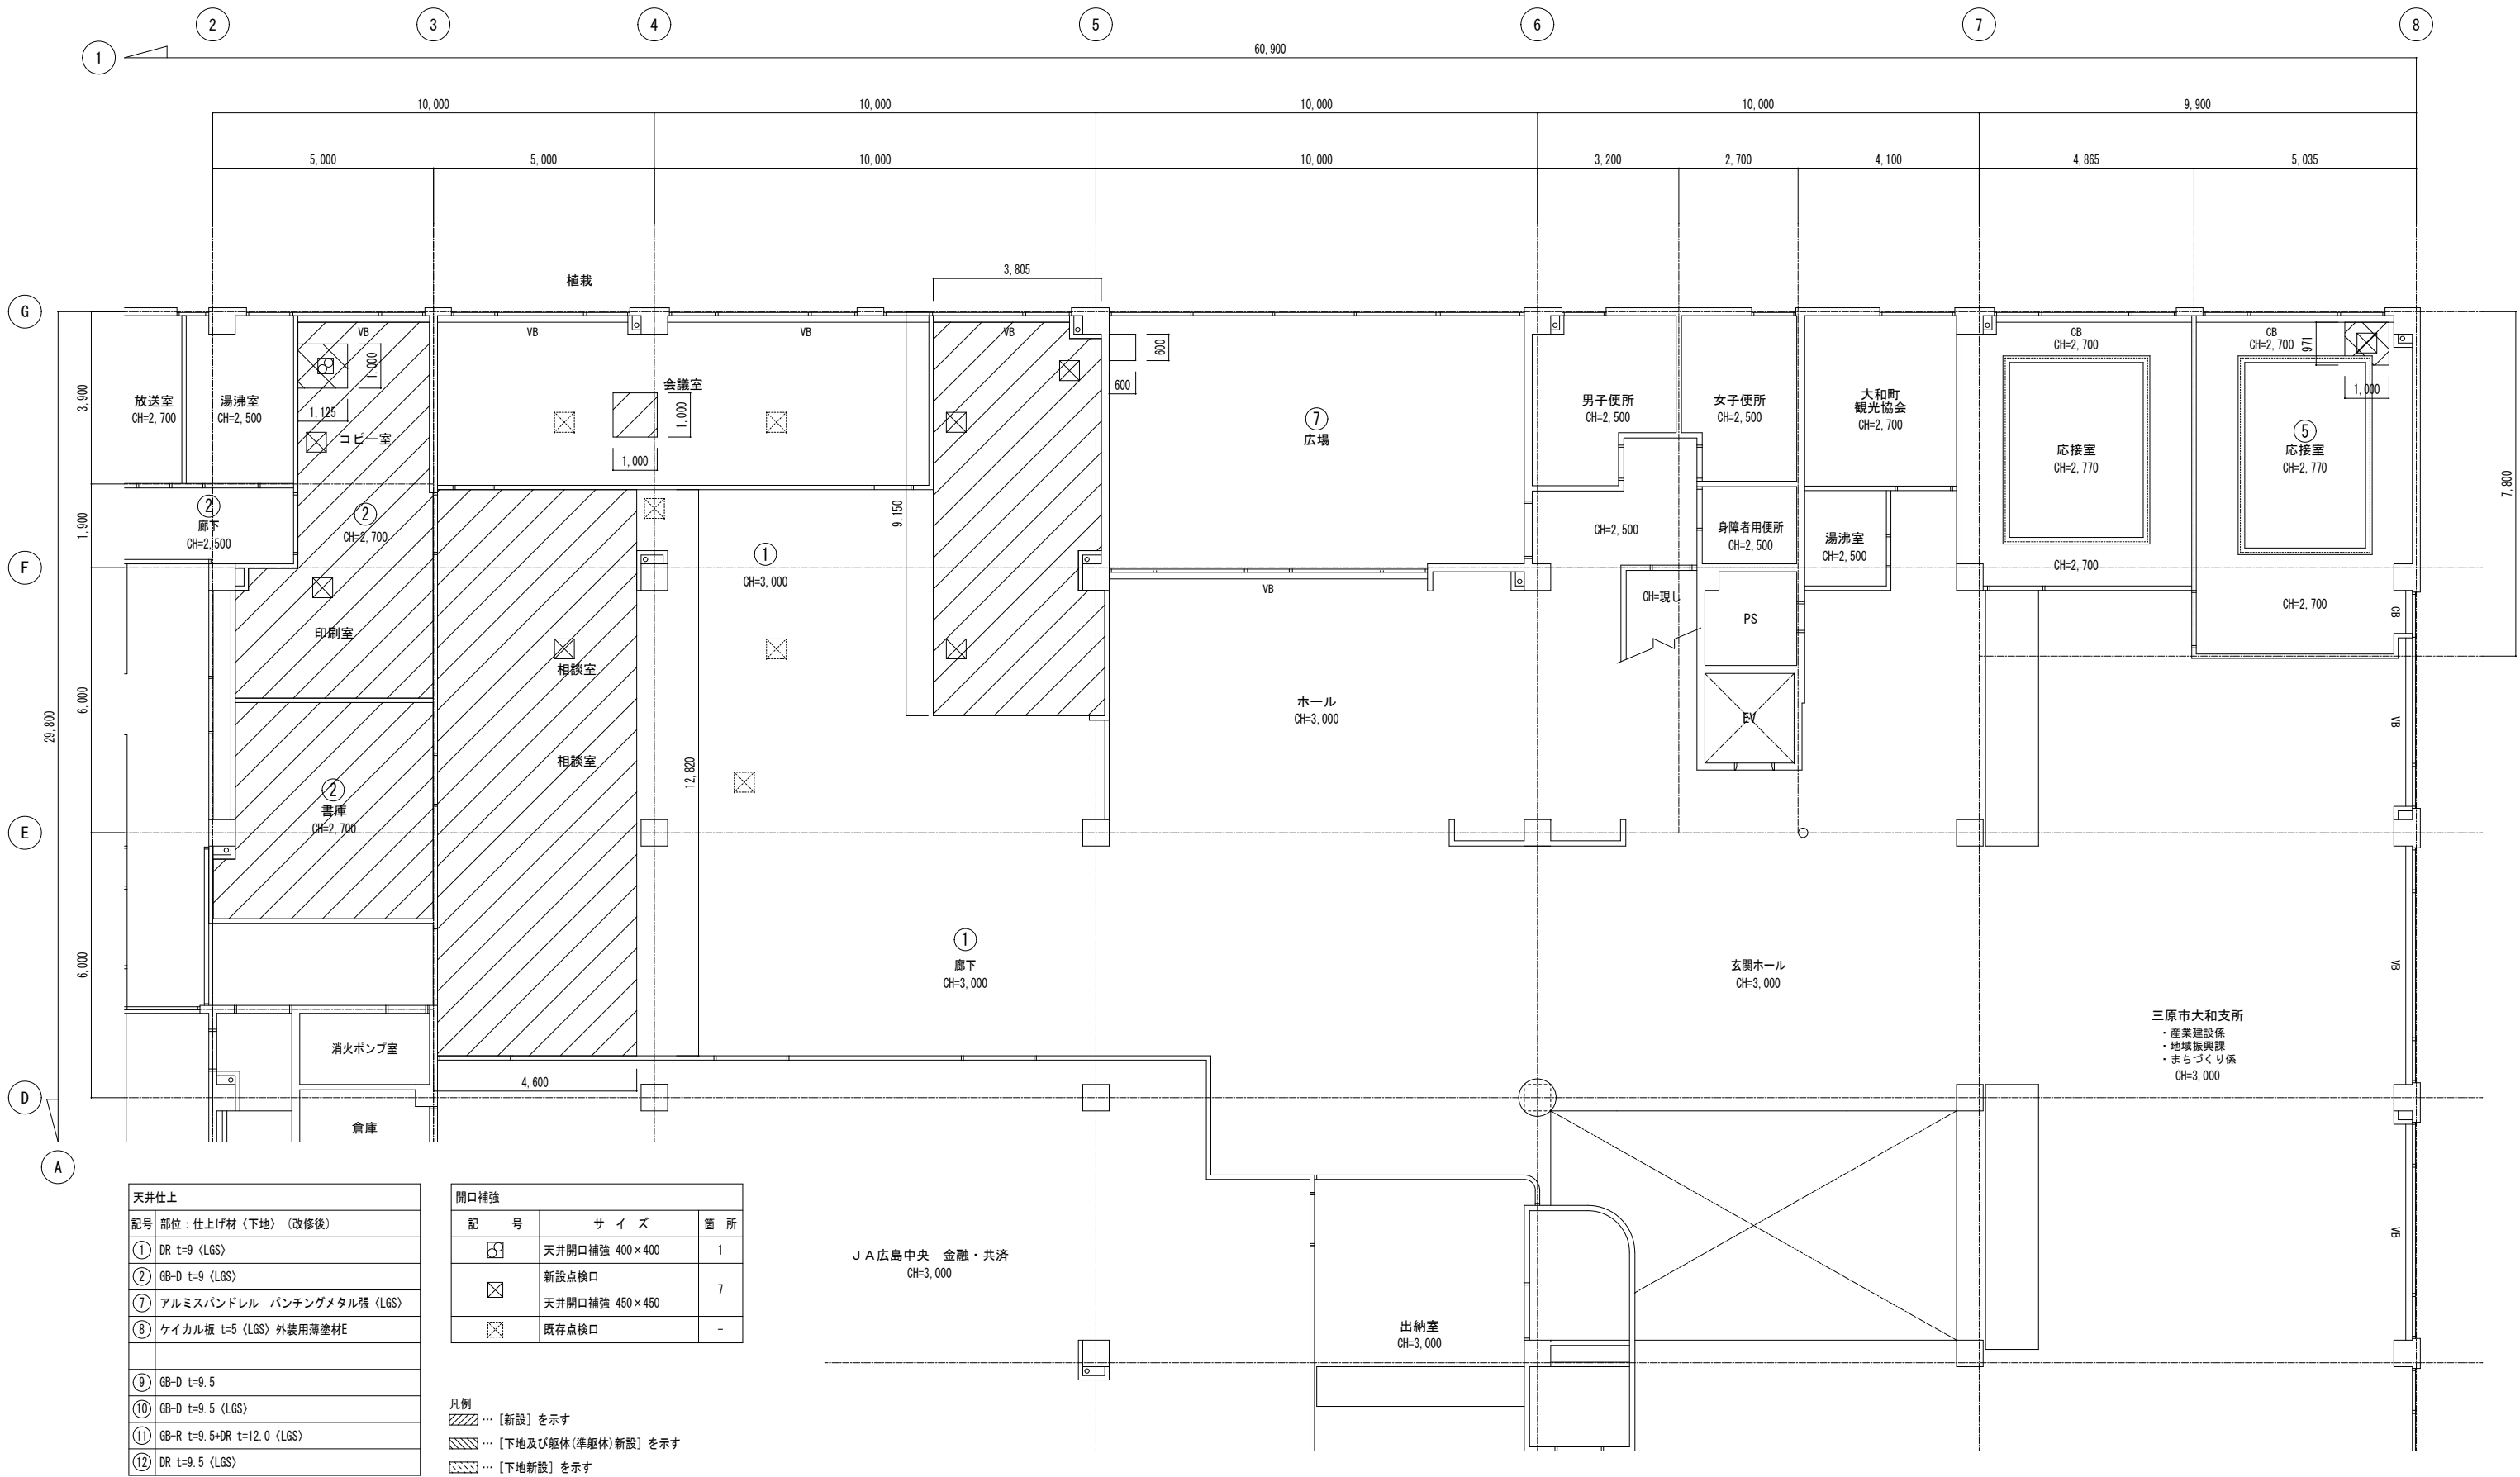 2
3
4
5
6
7
8
1
60,900
10,000
10,000
10,000
10,000
9,900
5,000
5,000
10,000
10,000
3,200
2,700
4,100
4,865
5,035
植栽
3,805
G
VB
VB
VB
VB
CB
CH=2,700
CB
CH=2,700
971
1,000
600
600
1,000
1,125
3,900
放送室
CH=2,700
湯沸室
CH=2,500
コピー室
会議室
1,000
1,000
7
広場
男子便所
CH=2,500
女子便所
CH=2,500
大和町
観光協会
CH=2,700
応接室
CH=2,770
5
応接室
CH=2,770
7,800
1,900
2
廊下
CH=2,500
2
CH=2,700
9,150
1
CH=3,000
CH=2,500
身障者用便所
CH=2,500
湯沸室
CH=2,500
CH=2,700
F
VB
CH=現し
PS
CH=2,700
CB
印刷室
相談室
6,000
29,800
ホール
CH=3,000
EV
VB
相談室
12,820
2
書庫
CH=2,700
E
1
廊下
CH=3,000
玄関ホール
CH=3,000
VB
6,000
三原市大和支所
・産業建設係
・地域振興課
・まちづくり係
CH=3,000
消火ポンプ室
4,600
D
倉庫
A
VB
ＪＡ広島中央　金融・共済
CH=3,000
出納室
CH=3,000
天井仕上
記号 部位：仕上げ材〈下地〉（改修後）
1 DR t=9〈LGS〉
2 GB-D t=9〈LGS〉
7 アルミスパンドレル　パンチングメタル張〈LGS〉
8 ケイカル板 t=5〈LGS〉外装用薄塗材E
9 GB-D t=9.5
10 GB-D t=9.5〈LGS〉
11 GB-R t=9.5+DR t=12.0〈LGS〉
12 DR t=9.5〈LGS〉
開口補強
記　号 サイズ 箇所
天井開口補強 400×400 1
新設点検口
天井開口補強 450×450 7
既存点検口 -
凡例
…［新設］を示す
…［下地及び躯体(準躯体)新設］を示す
…［下地新設］を示す